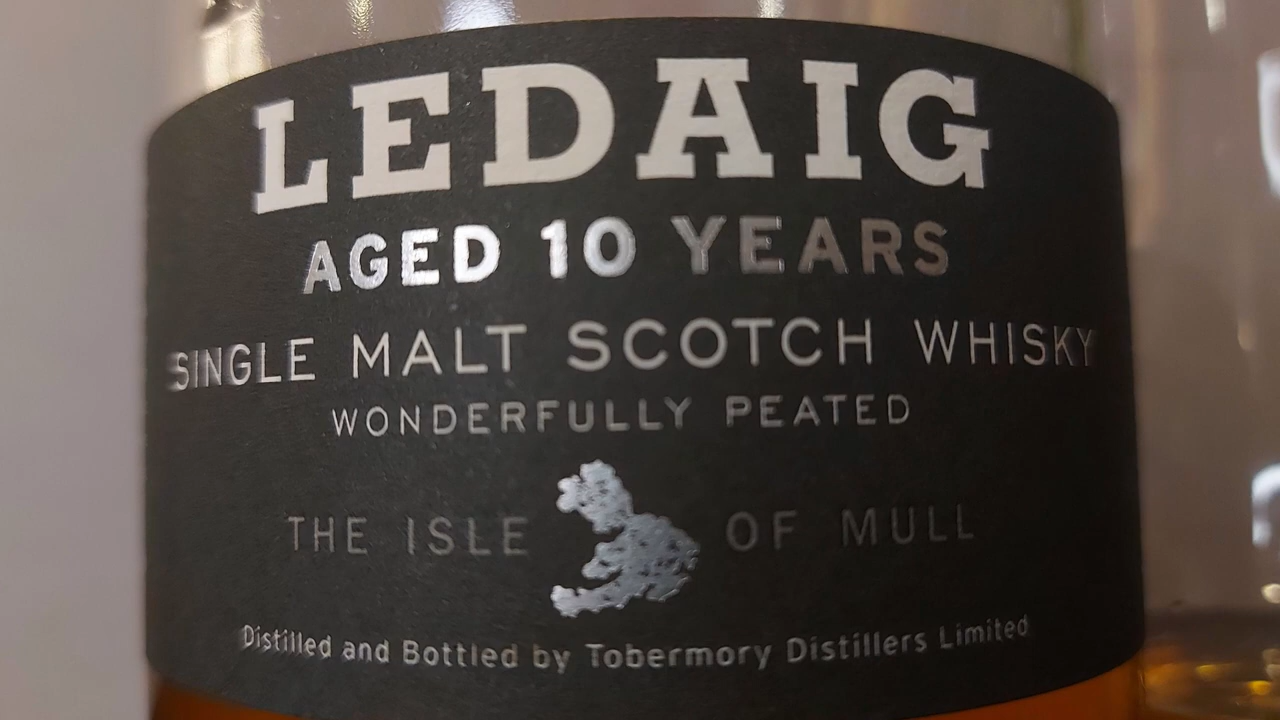 LEDAIG
AGED 10 YEARS
SINGLE MALT SCOTCH WHISKY
WONDERFULLY PEATED
THE ISLE OF MULL
Distilled and Bottled by Tobermory Distillers Limited